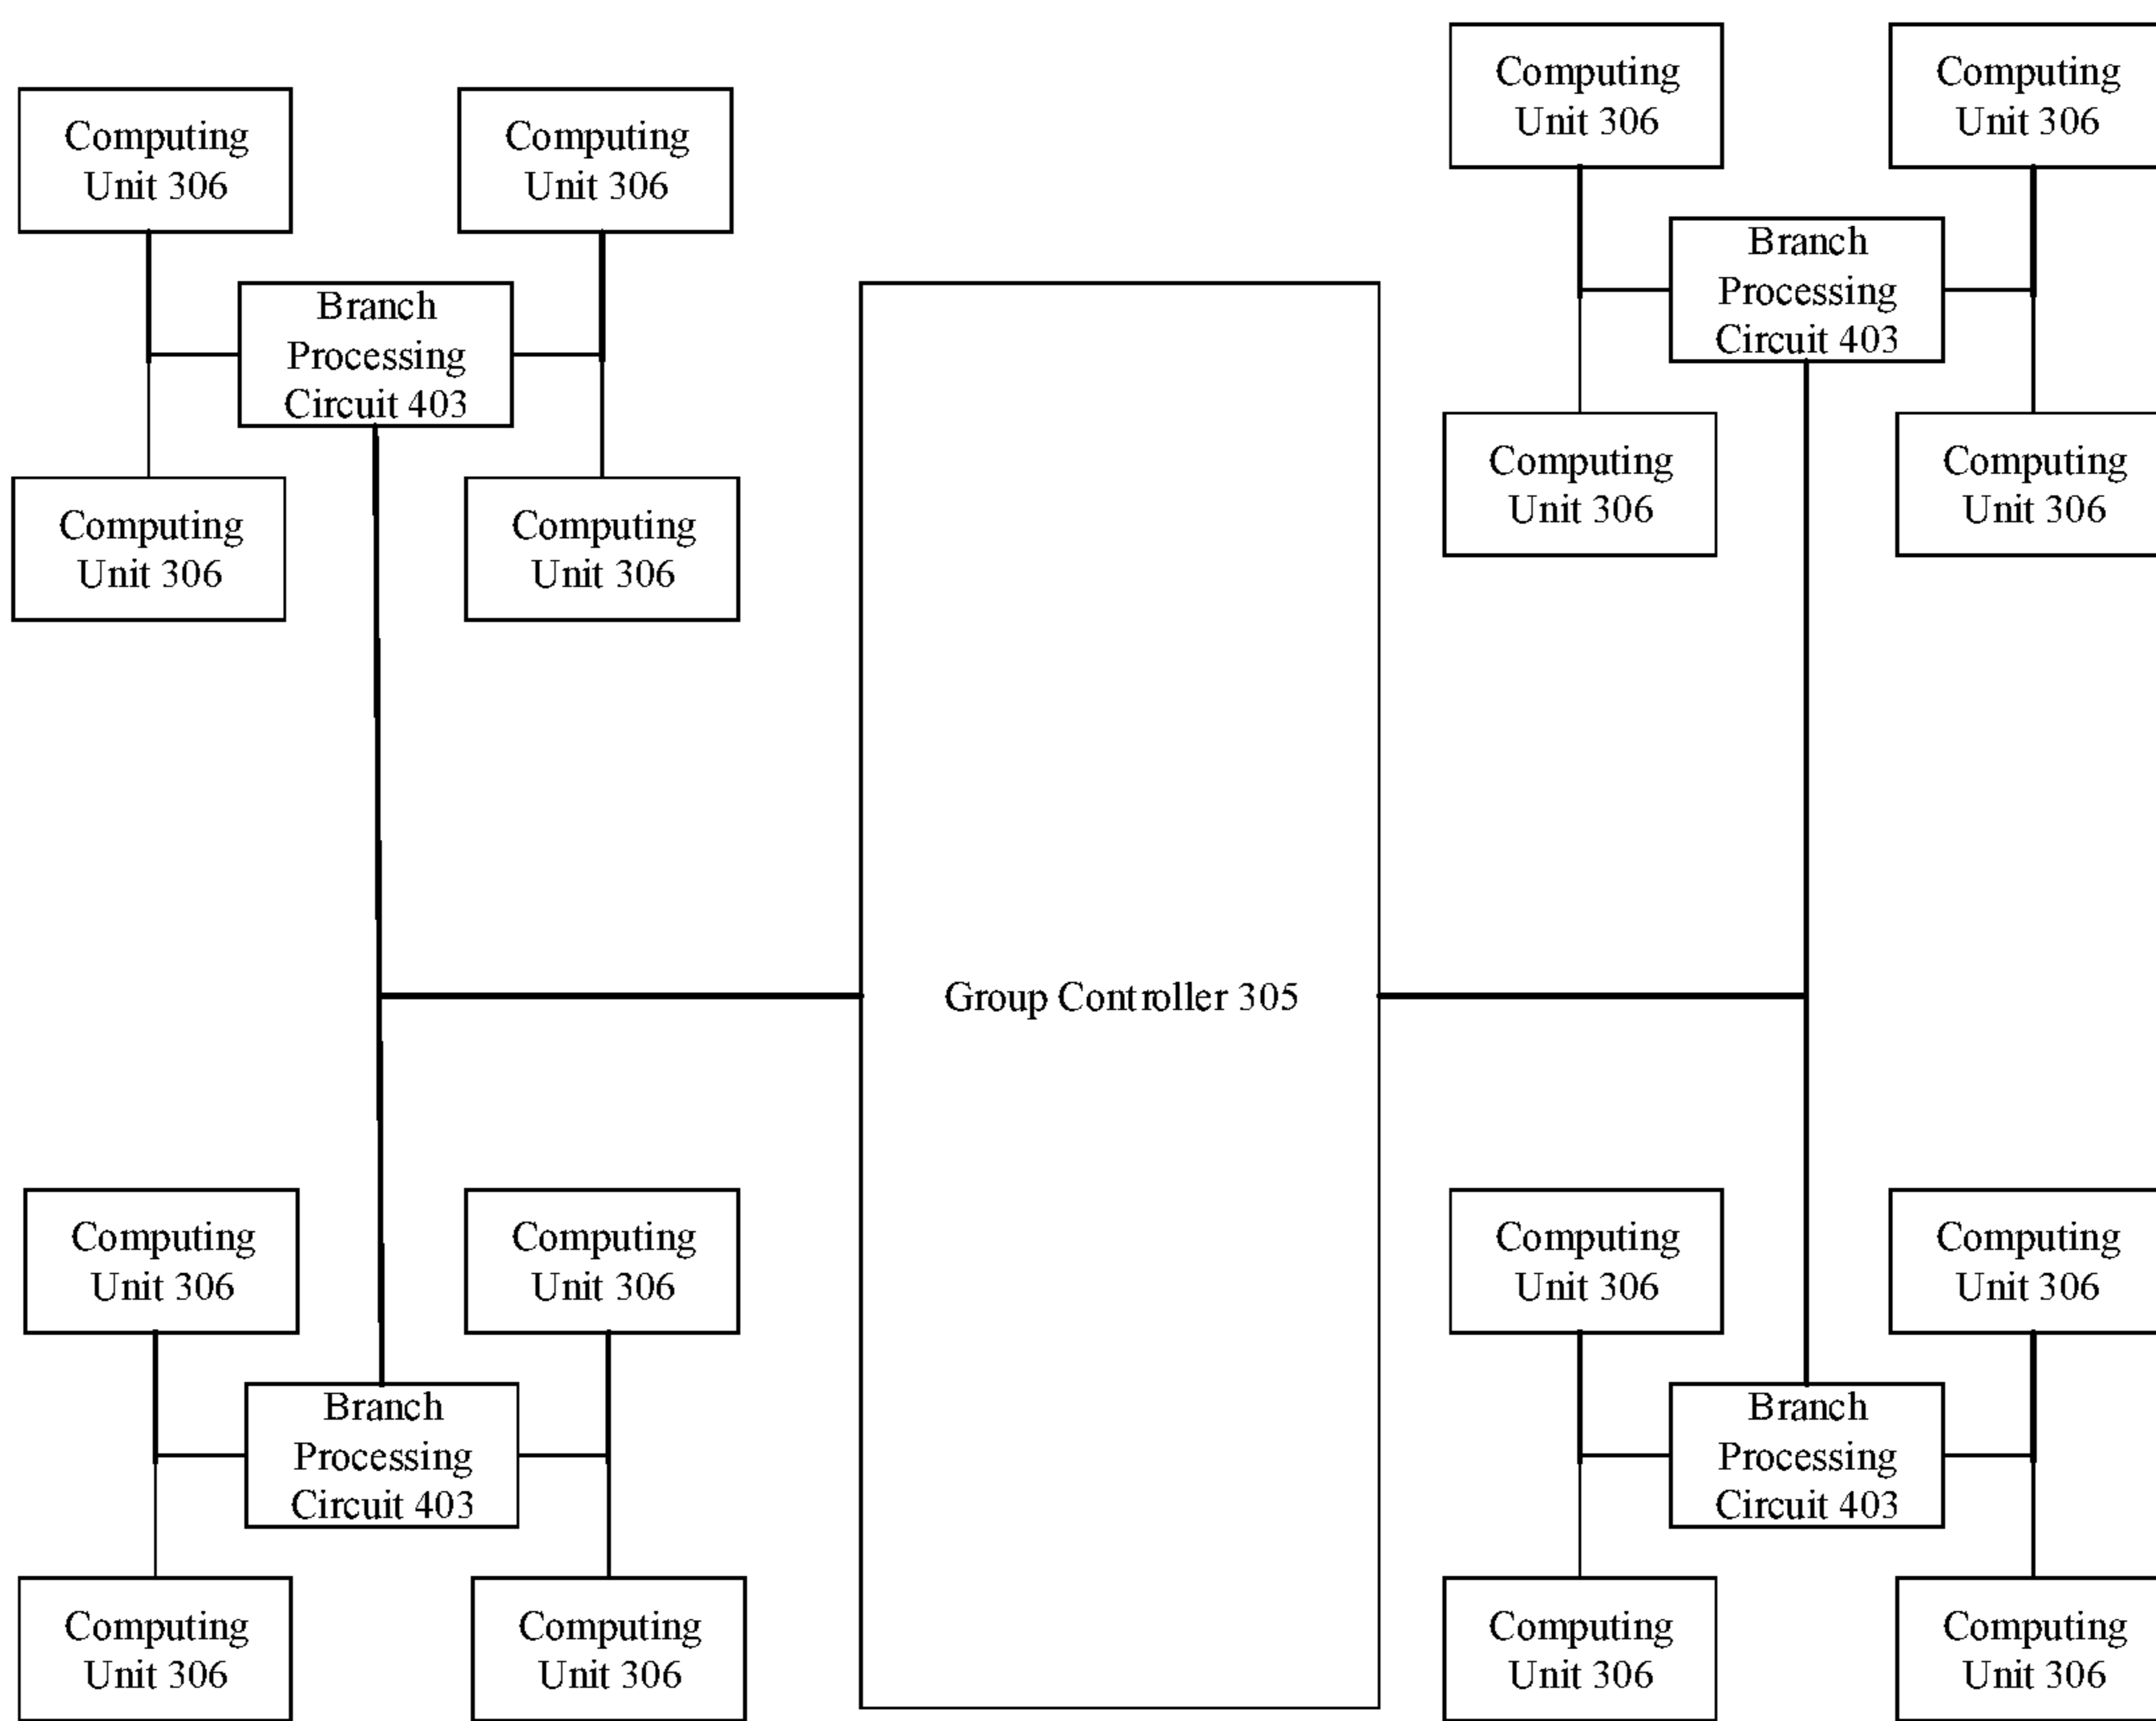 Computing
Unit 306
Computing
Unit 306
Branch
Processing
Circuit 403
Computing
Unit 306
Computing
Unit 306
Computing
Unit 306
Computing
Unit 306
Branch
Processing
Circuit 403
Computing
Unit 306
Computing
Unit 306
Group Controller 305
Computing
Unit 306
Computing
Unit 306
Branch
Processing
Circuit 403
Computing
Unit 306
Computing
Unit 306
Computing
Unit 306
Computing
Unit 306
Branch
Processing
Circuit 403
Computing
Unit 306
Computing
Unit 306